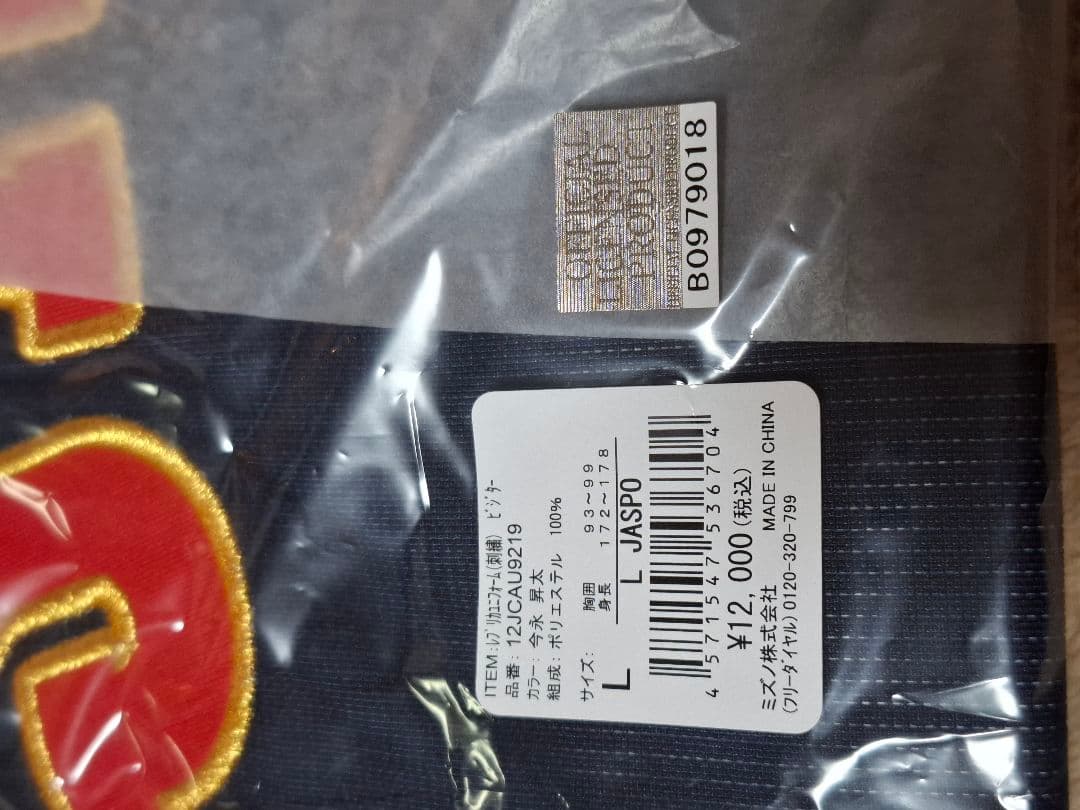 OFFICIAL
LICENSED
PRODUCT
B0979018
ITEM:ﾚﾌﾟﾘｶﾕﾆﾌｫｰﾑ(刺繍) ﾋﾞｼﾞﾀｰ
品番: 12JCAU9219
カラー: 今永 昇太
組成: ポリエステル 100%
サイズ:
胸囲 93~99
身長 172~178
L
L JASPO
4571547536704
¥12,000(税込)
ミズノ株式会社 MADE IN CHINA
(ﾌﾘｰﾀﾞｲﾔﾙ)0120-320-799